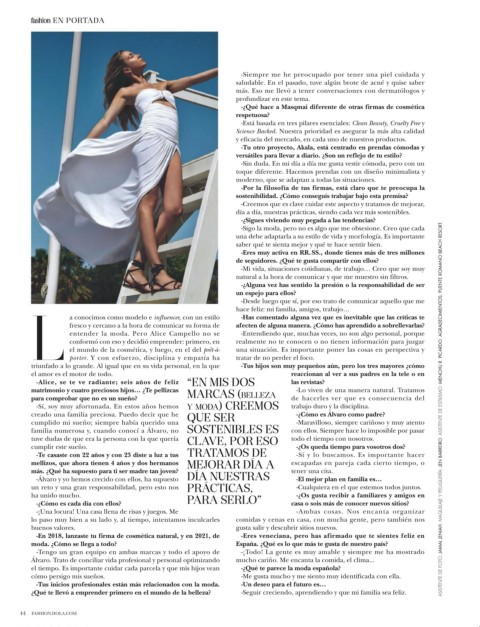 fashion EN PORTADA
La conocimos como modelo e influencer, con un estilo
fresco y cercano a la hora de comunicar su forma de
entender la moda. Pero Alice Campello no se
conformó con eso y decidió emprender: primero, en
el mundo de la cosmética, y luego, en el del prêt-à-
porter. Y con esfuerzo, disciplina y empatía ha
triunfado a lo grande. Al igual que en su vida personal, en la que
el amor es el motor de todo.
-Alice, se te ve radiante; seis años de feliz
matrimonio y cuatro preciosos hijos… ¿Te pellizcas
para comprobar que no es un sueño?
-Sí, soy muy afortunada. En estos años hemos
creado una familia preciosa. Puedo decir que he
cumplido mi sueño; siempre había querido una
familia numerosa y, cuando conocí a Álvaro, no
tuve dudas de que era la persona con la que quería
cumplir este sueño.
-Te casaste con 22 años y con 23 diste a luz a tus
mellizos, que ahora tienen 4 años y dos hermanos
más. ¿Qué ha supuesto para ti ser madre tan joven?
-Álvaro y yo hemos crecido con ellos, ha supuesto
un reto y una gran responsabilidad, pero esto nos
ha unido mucho.
-¿Cómo es cada día con ellos?
-¡Una locura! Una casa llena de risas y juegos. Me
lo paso muy bien a su lado y, al tiempo, intentamos inculcarles
buenos valores.
-En 2018, lanzaste tu firma de cosmética natural, y en 2021, de
moda. ¿Cómo se llega a todo?
-Tengo un gran equipo en ambas marcas y todo el apoyo de
Álvaro. Trato de conciliar vida profesional y personal optimizando
el tiempo. Es importante cuidar cada parcela y que mis hijos vean
cómo persigo mis sueños.
-Tus inicios profesionales están más relacionados con la moda.
¿Qué te llevó a emprender primero en el mundo de la belleza?
"EN MIS DOS
MARCAS (BELLEZA
Y MODA) CREEMOS
QUE SER
SOSTENIBLES ES
CLAVE, POR ESO
TRATAMOS DE
MEJORAR DÍA A
DÍA NUESTRAS
PRÁCTICAS,
PARA SERLO"
-Siempre me he preocupado por tener una piel cuidada y
saludable. En el pasado, tuve algún brote de acné y quise saber
más. Eso me llevó a tener conversaciones con dermatólogos y
profundizar en este tema.
-¿Qué hace a Masqmai diferente de otras firmas de cosmética
respetuosa?
-Está basada en tres pilares esenciales: Clean Beauty, Cruelty Free y
Science Backed. Nuestra prioridad es asegurar la más alta calidad
y eficacia del mercado, en cada uno de nuestros productos.
-Tu otro proyecto, Akala, está centrado en prendas cómodas y
versátiles para llevar a diario. ¿Son un reflejo de tu estilo?
-Sin duda. En mi día a día me gusta vestir cómoda, pero con un
toque diferente. Hacemos prendas con un diseño minimalista y
moderno, que se adaptan a todas las situaciones.
-Por la filosofía de tus firmas, está claro que te preocupa la
sostenibilidad. ¿Cómo conseguís trabajar bajo esta premisa?
-Creemos que es clave cuidar este aspecto y tratamos de mejorar,
día a día, nuestras prácticas, siendo cada vez más sostenibles.
-¿Sigues viviendo muy pegada a las tendencias?
-Sigo la moda, pero no es algo que me obsesione. Creo que cada
una debe adaptarla a su estilo de vida y morfología. Es importante
saber qué te sienta mejor y qué te hace sentir bien.
-Eres muy activa en RR.SS., donde tienes más de tres millones
de seguidores. ¿Qué te gusta compartir con ellos?
-Mi vida, situaciones cotidianas, de trabajo… Creo que soy muy
natural a la hora de comunicar y que me muestro sin filtros.
-¿Alguna vez has sentido la presión o la responsabilidad de ser
un espejo para ellos?
-Desde luego que sí, por eso trato de comunicar aquello que me
hace feliz: mi familia, amigos, trabajo…
-Has comentado alguna vez que es inevitable que las críticas te
afecten de alguna manera. ¿Cómo has aprendido a sobrellevarlas?
-Entendiendo que, muchas veces, no son algo personal, porque
realmente no te conocen o no tienen información para juzgar
una situación. Es importante poner las cosas en perspectiva y
tratar de no perder el foco.
-Tus hijos son muy pequeños aún, pero los tres mayores ¿cómo
reaccionan al ver a sus padres en la tele o en
las revistas?
-Lo viven de una manera natural. Tratamos
de hacerles ver que es consecuencia del
trabajo duro y la disciplina.
-¿Cómo es Álvaro como padre?
-Maravilloso, siempre cariñoso y muy atento
con ellos. Siempre hace lo imposible por pasar
todo el tiempo con nosotros.
-¿Os queda tiempo para vosotros dos?
-Sí y lo buscamos. Es importante hacer
escapadas en pareja cada cierto tiempo, o
tener una cita.
-El mejor plan en familia es…
-Cualquiera en el que estemos todos juntos.
-¿Os gusta recibir a familiares y amigos en
casa o sois más de conocer nuevos sitios?
-Ambas cosas. Nos encanta organizar
comidas y cenas en casa, con mucha gente, pero también nos
gusta salir y descubrir sitios nuevos.
-Eres veneciana, pero has afirmado que te sientes feliz en
España. ¿Qué es lo que más te gusta de nuestro país?
-¡Todo! La gente es muy amable y siempre me ha mostrado
mucho cariño. Me encanta la comida, el clima…
-¿Qué te parece la moda española?
-Me gusta mucho y me siento muy identificada con ella.
-Un deseo para el futuro es…
-Seguir creciendo, aprendiendo y que mi familia sea feliz.
44 FASHION.HOLA.COM